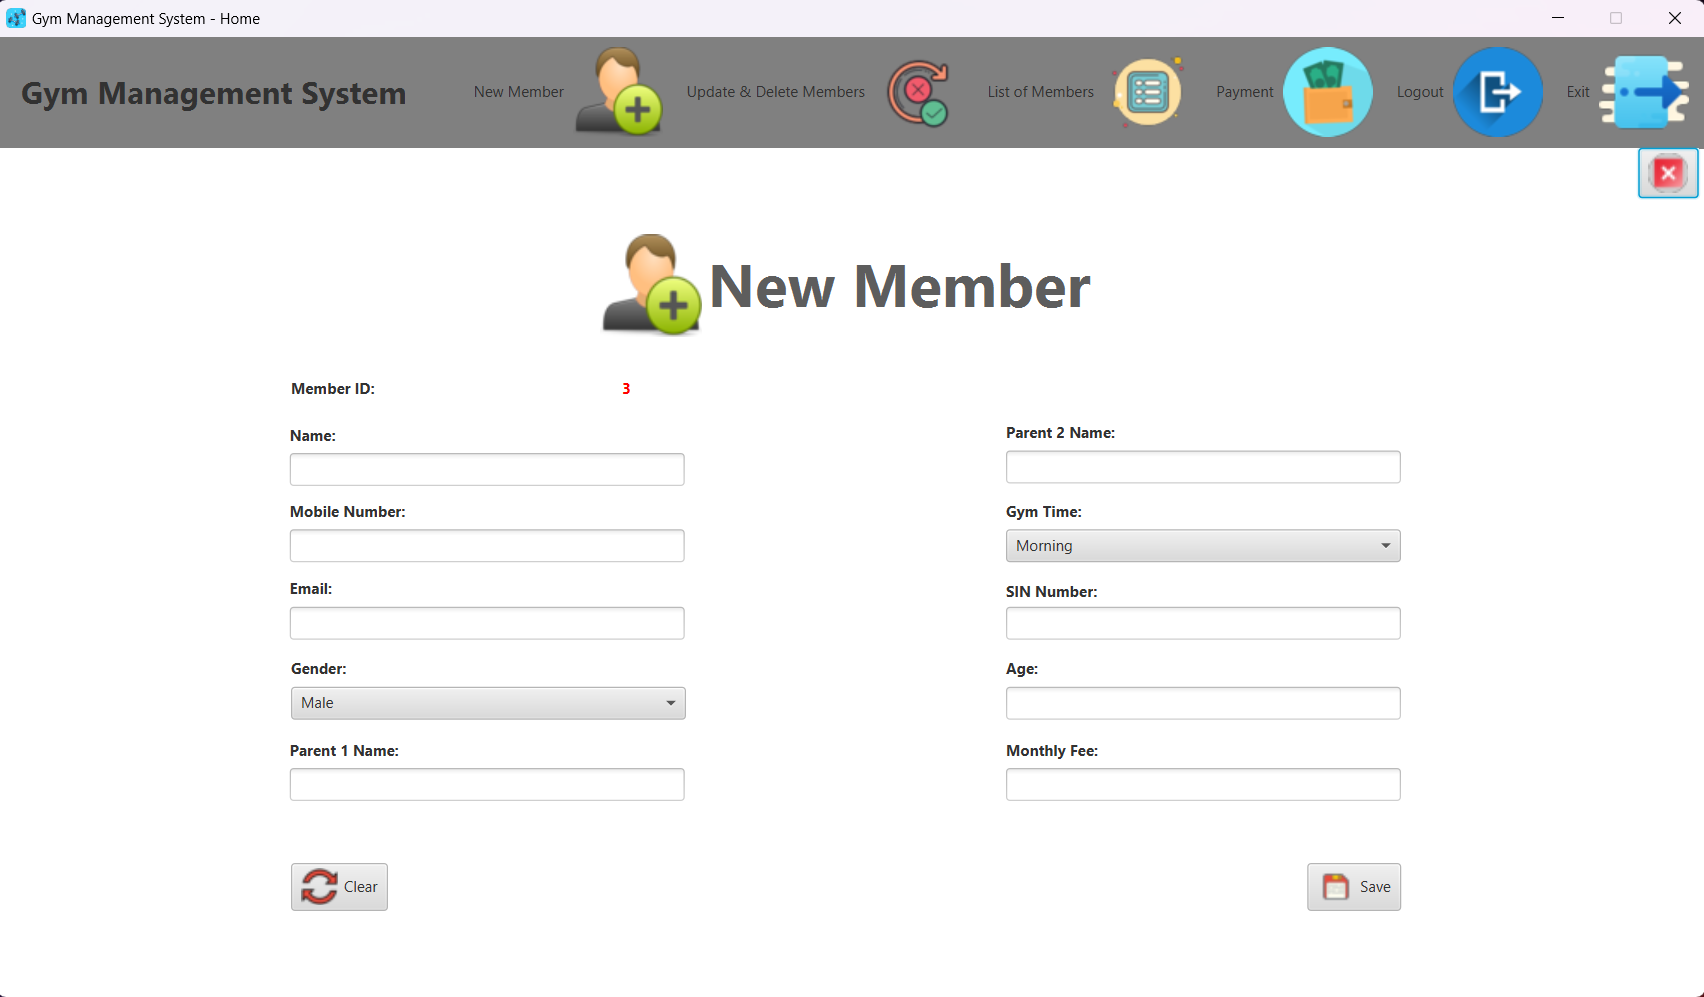 Gym Management System - Home
Gym Management System
New Member
Update & Delete Members
List of Members
Payment
Logout
Exit
New Member
Member ID: 3
Name:
Parent 2 Name:
Mobile Number:
Gym Time:
Morning
Email:
SIN Number:
Gender:
Age:
Male
Parent 1 Name:
Monthly Fee:
Clear
Save